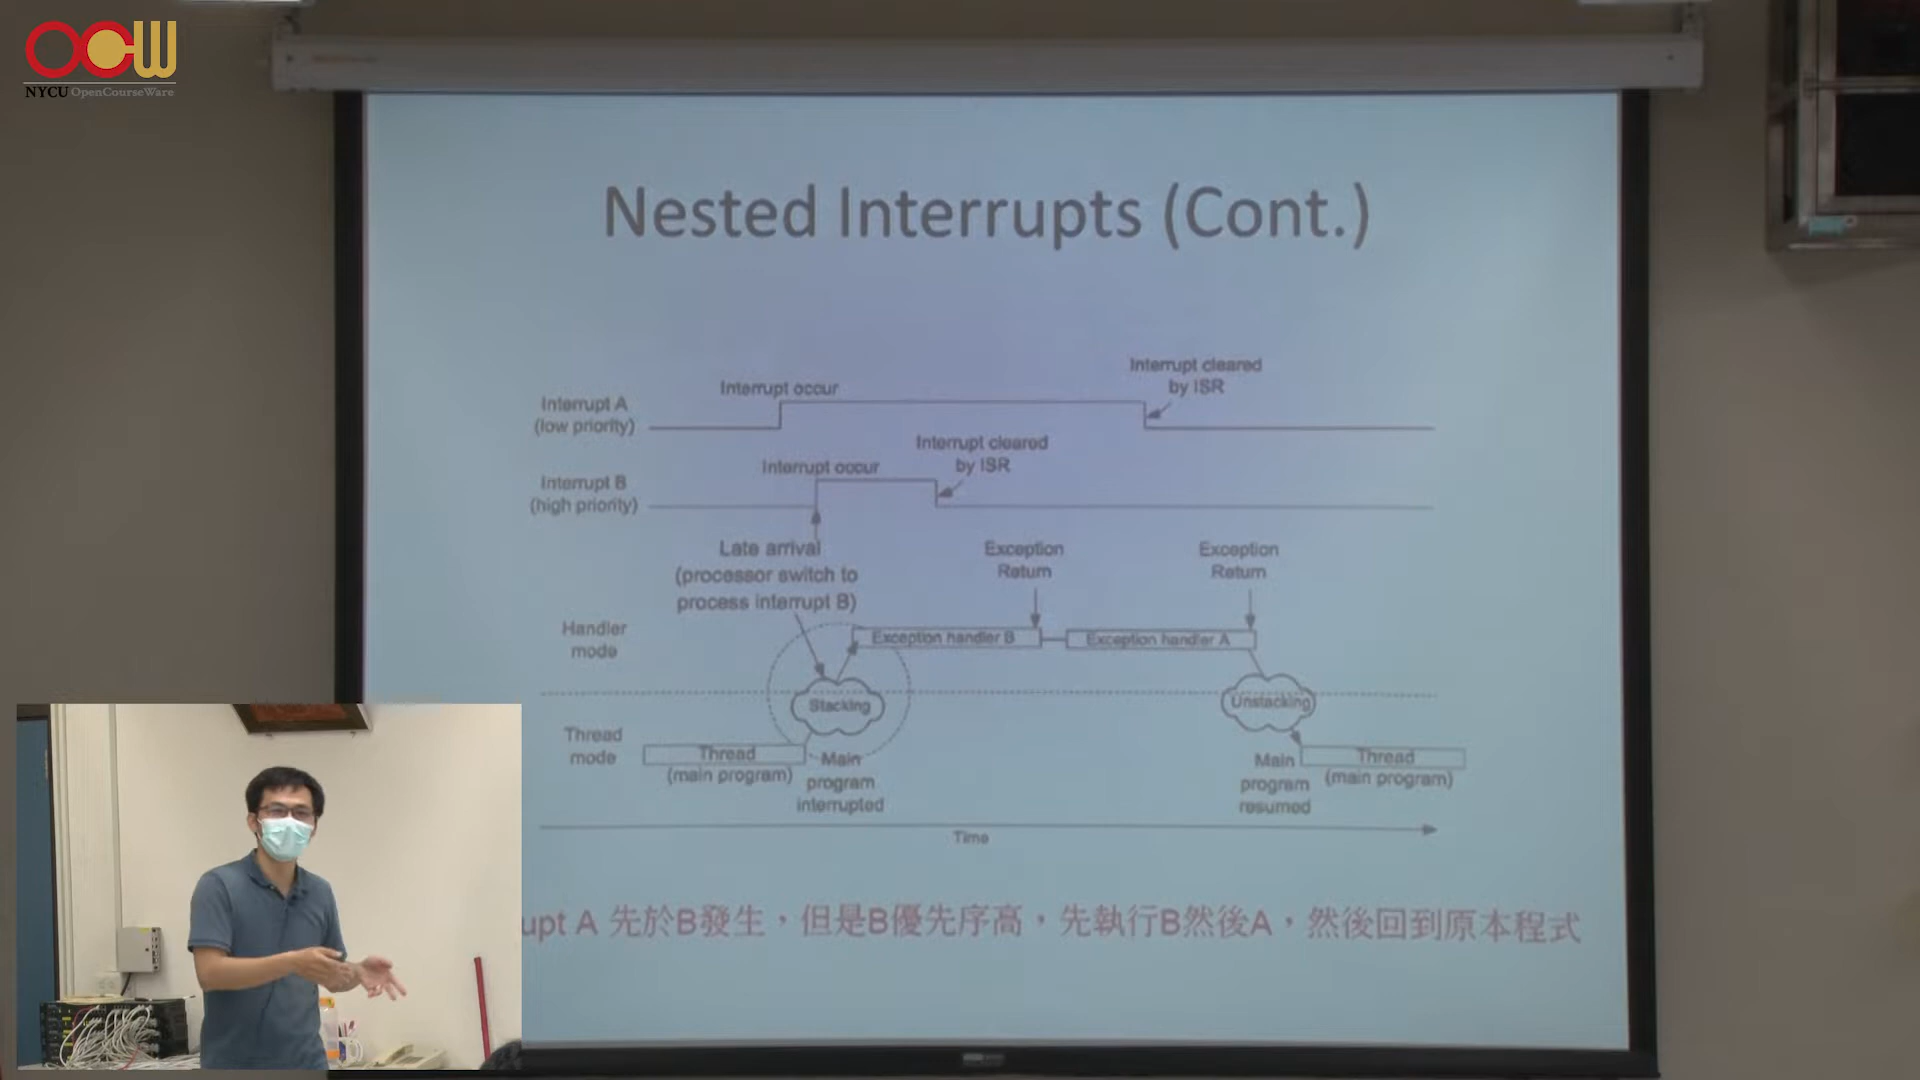 OCW
NYCU OpenCourseWare
Nested Interrupts (Cont.)
Interrupt cleared
by ISR
Interrupt occur
Interrupt A
(low priority)
Interrupt cleared
by ISR
Interrupt occur
Interrupt B
(high priority)
Late arrival
(processor switch to
process interrupt B)
Exception
Return
Exception
Return
Handler
mode
Exception handler B
Exception handler A
Stacking
Unstacking
Thread
mode
Thread
(main program)
Main
program
interrupted
Main
program
resumed
Thread
(main program)
Time
upt A 先於B發生，但是B優先序高，先執行B然後A，然後回到原本程式